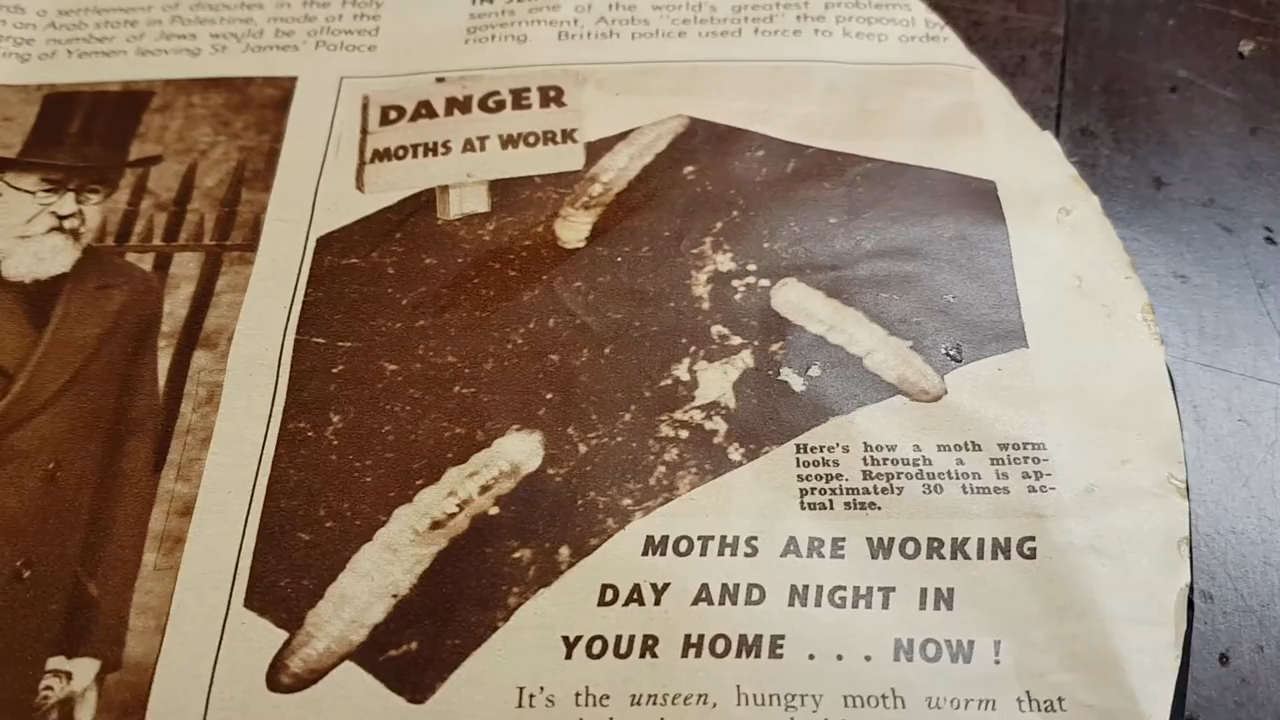 a settlement of disputes in the Holy
an Arab state in Palestine, made at the
number of Jews would be allowed
of Yemen leaving St James' Palace
one of the world's greatest problems
government, Arabs "celebrated" the proposal by
rioting. British police used force to keep order
DANGER
MOTHS AT WORK
Here's how a moth worm
looks through a micro-
scope. Reproduction is ap-
proximately 30 times ac-
tual size.
MOTHS ARE WORKING
DAY AND NIGHT IN
YOUR HOME . . . NOW !
It's the unseen, hungry moth worm that